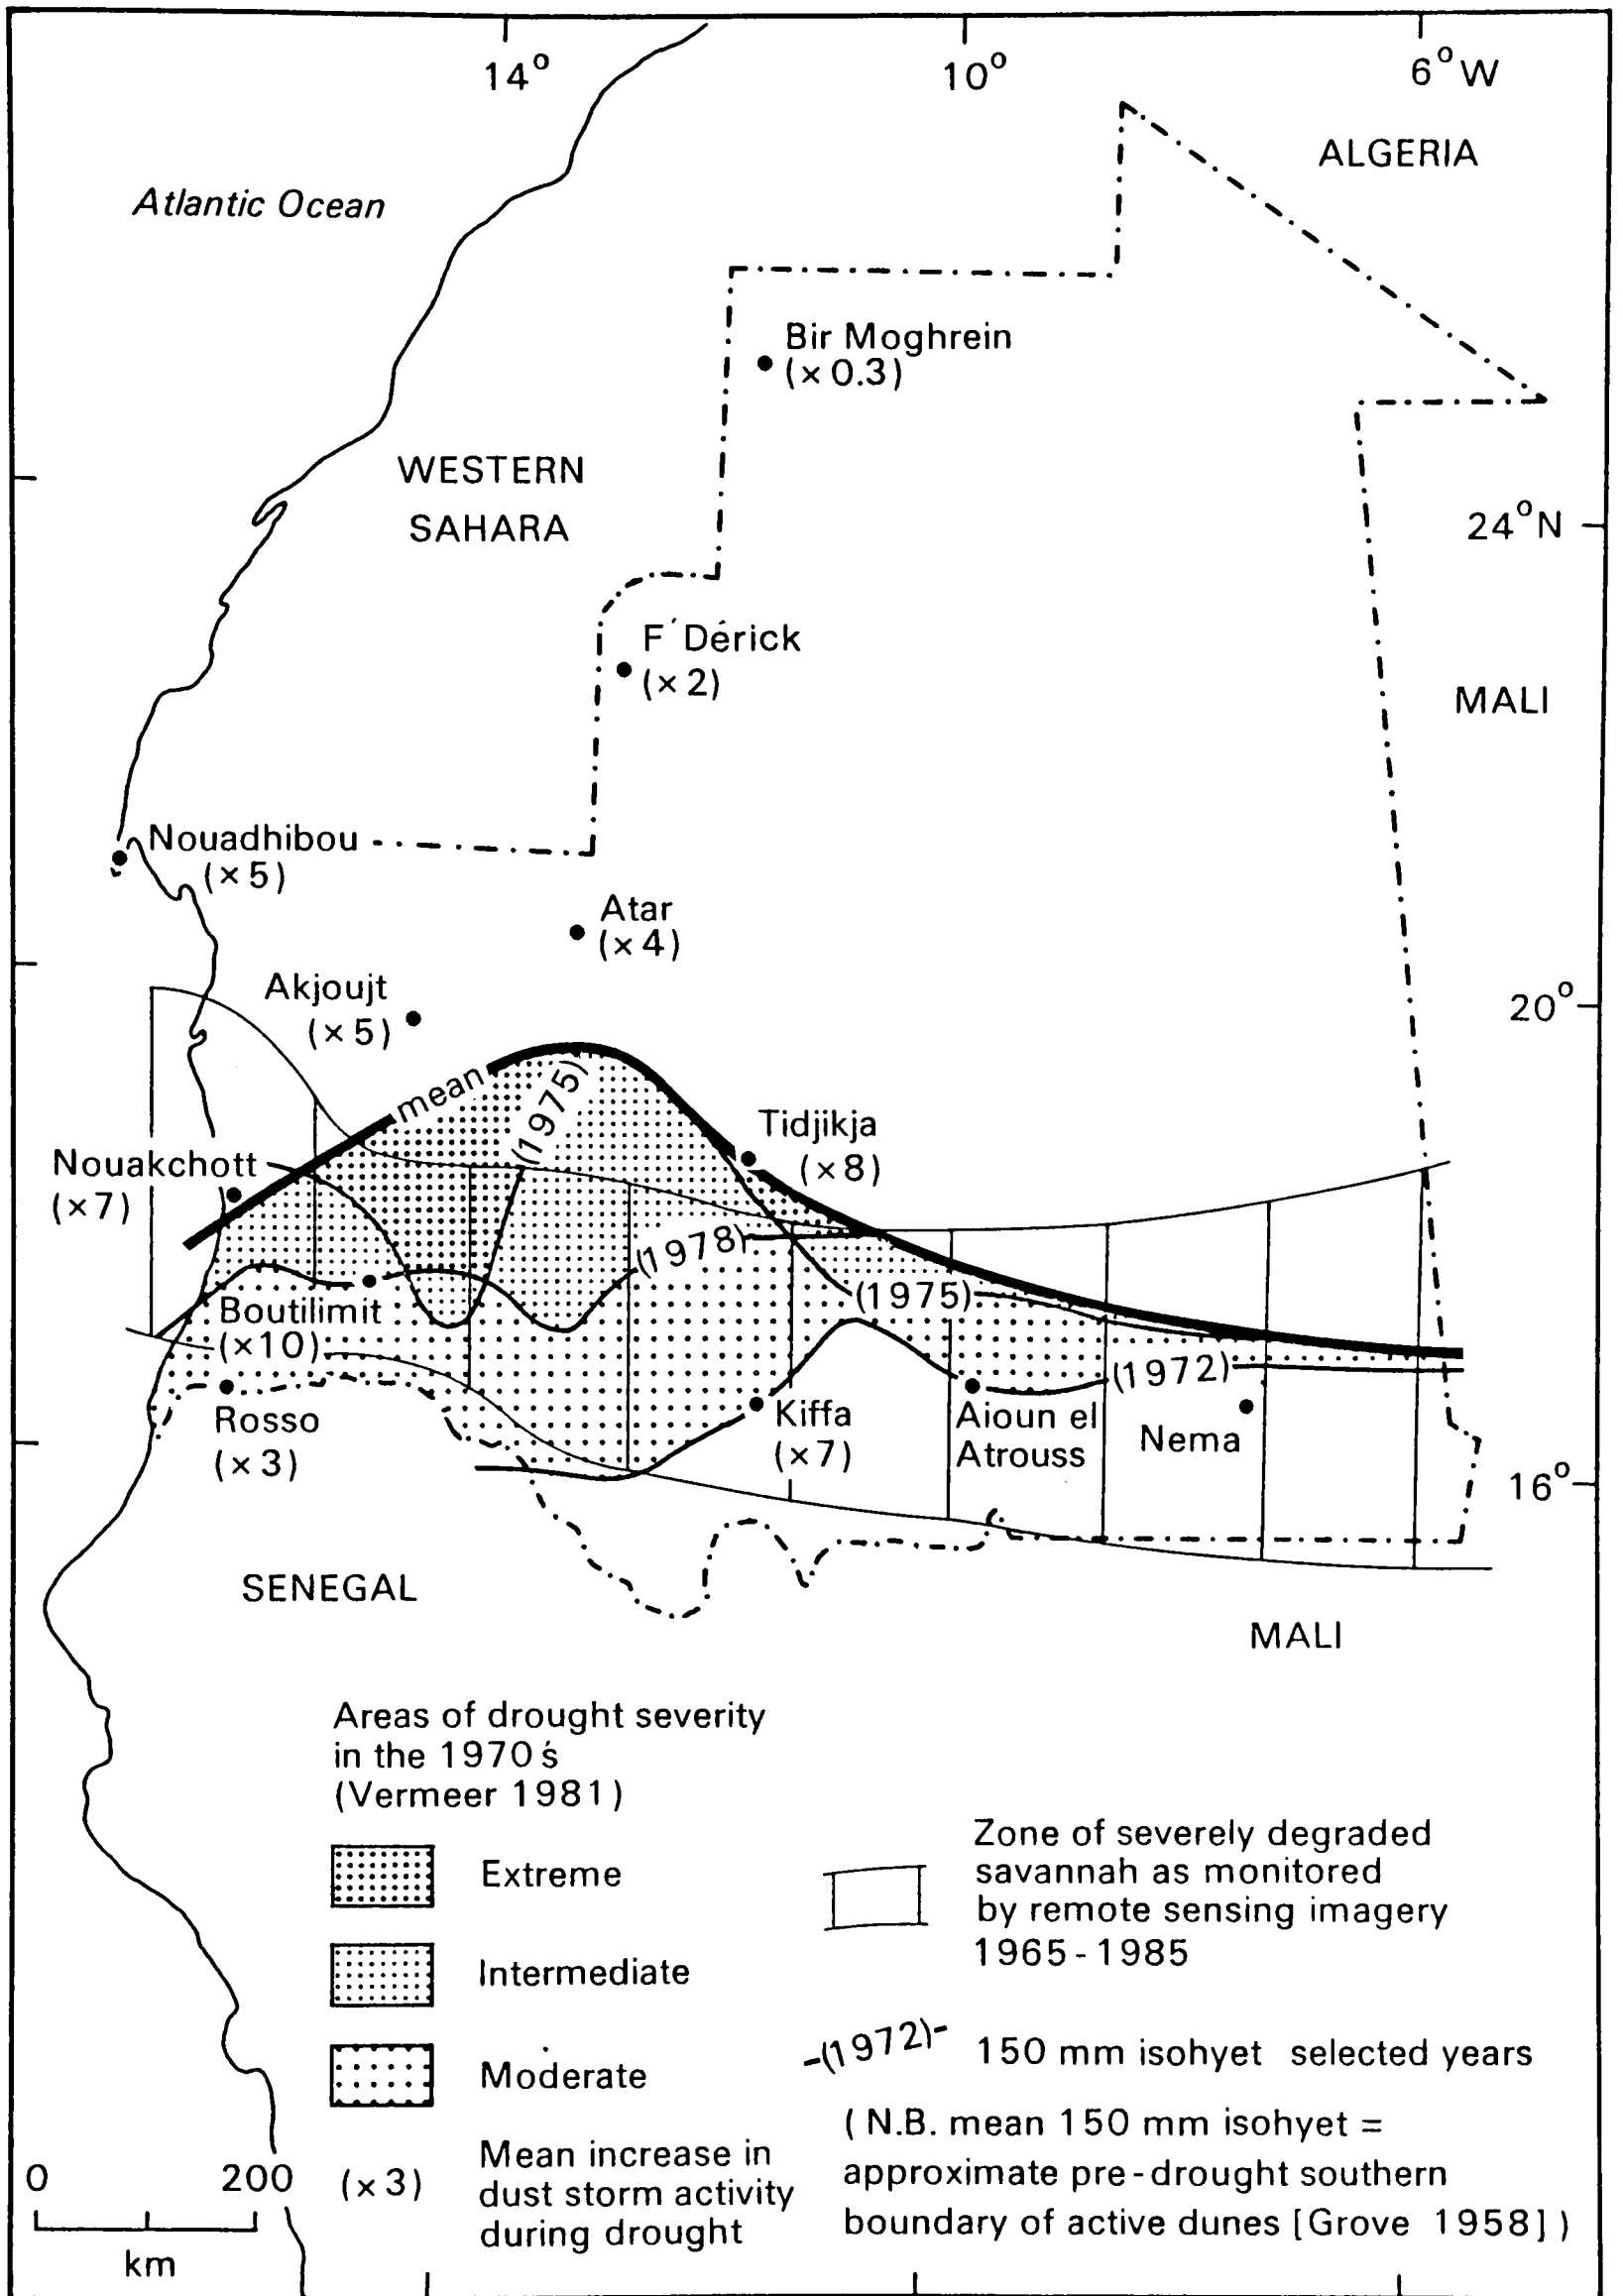 14°
10°
6°W
ALGERIA
Atlantic Ocean
Bir Moghrein
(×0.3)
WESTERN
SAHARA
24°N
F´Dérick
(×2)
MALI
Nouadhibou
(×5)
Atar
(×4)
Akjoujt
(×5)
20°
mean
(1975)
Tidjikja
(×8)
Nouakchott
(×7)
(1978)
(1975)
Boutilimit
(×10)
(1972)
Rosso
(×3)
Kiffa
(×7)
Aioun el
Atrouss
Nema
16°
SENEGAL
MALI
Areas of drought severity
in the 1970´s
(Vermeer 1981)
Extreme
Intermediate
Moderate
(×3)
Mean increase in
dust storm activity
during drought
Zone of severely degraded
savannah as monitored
by remote sensing imagery
1965-1985
-(1972)-
150 mm isohyet selected years
(N.B. mean 150 mm isohyet =
approximate pre-drought southern
boundary of active dunes [Grove 1958])
0 200
km